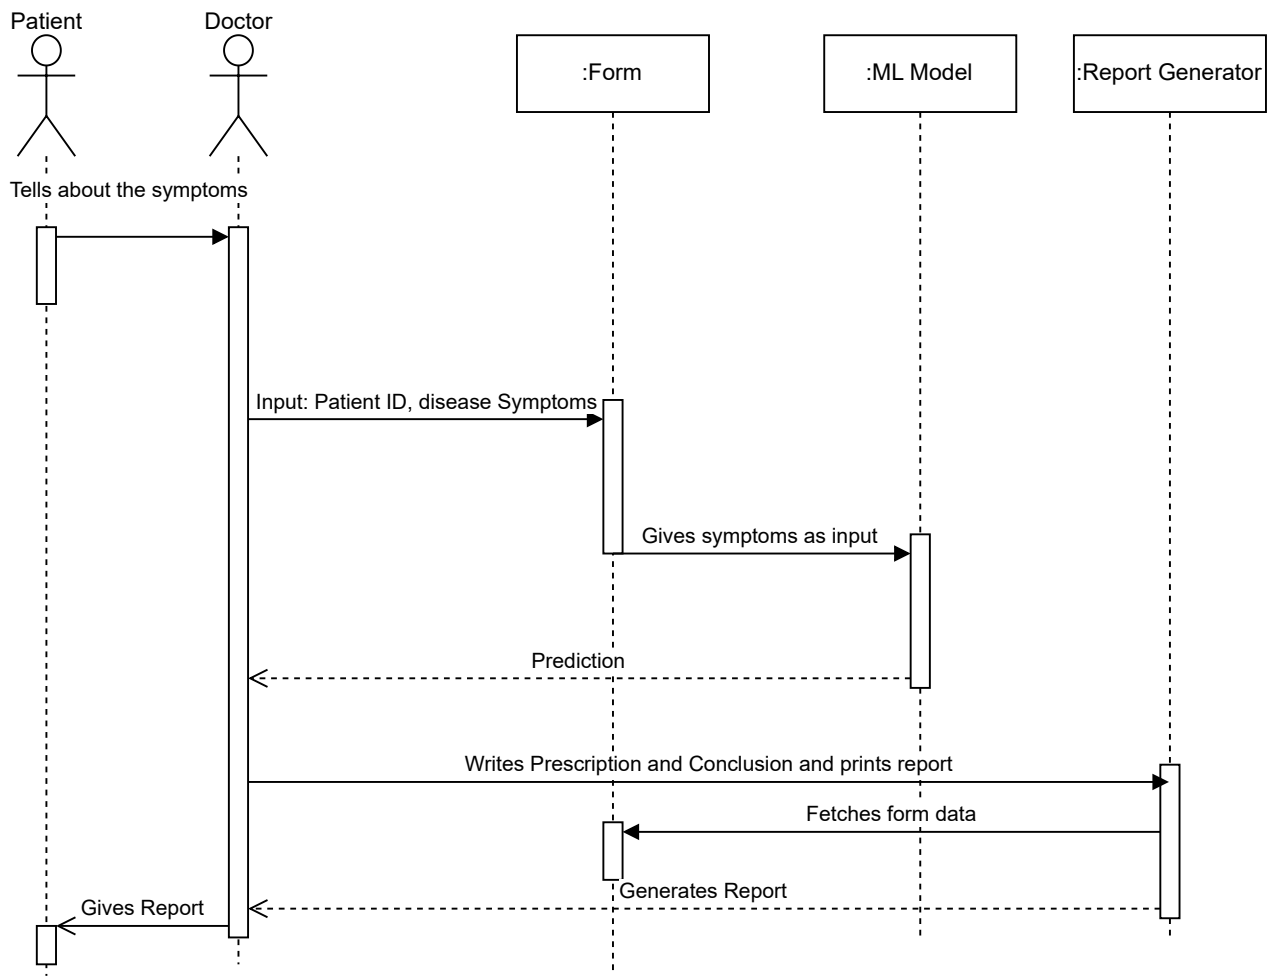 Patient
Doctor
:Form
:ML Model
:Report Generator
Tells about the symptoms
Input: Patient ID, disease Symptoms
Gives symptoms as input
Prediction
Writes Prescription and Conclusion and prints report
Fetches form data
Generates Report
Gives Report